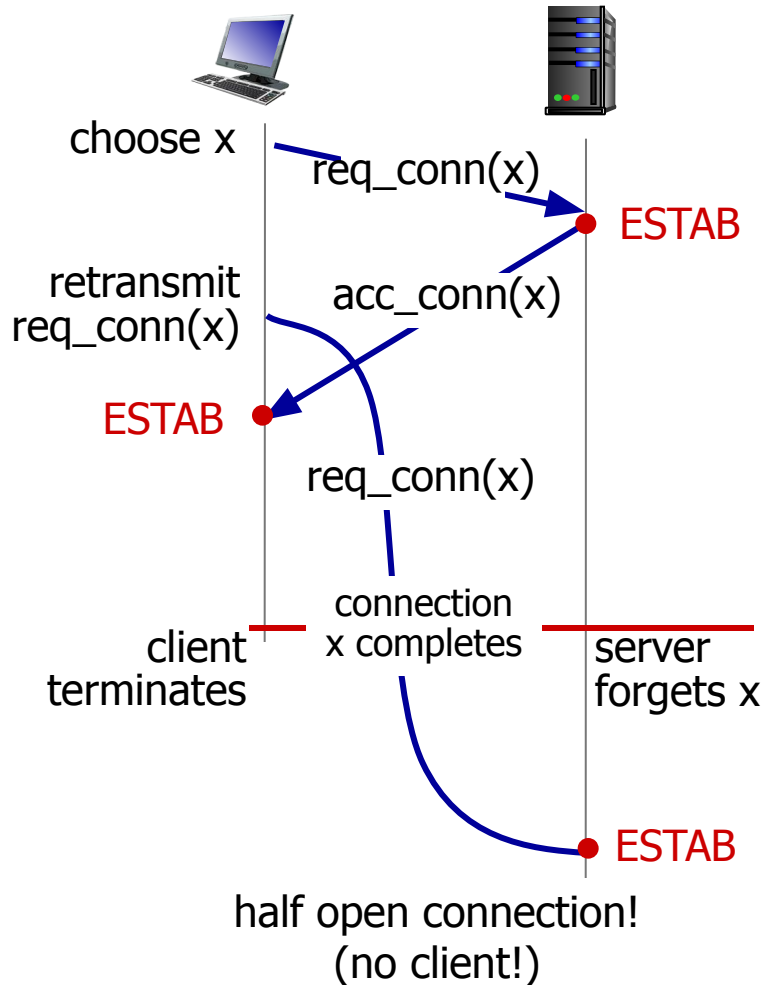 choose x
req_conn(x)
ESTAB
retransmit
req_conn(x)
acc_conn(x)
ESTAB
req_conn(x)
connection
x completes
client
terminates
server
forgets x
ESTAB
half open connection!
(no client!)